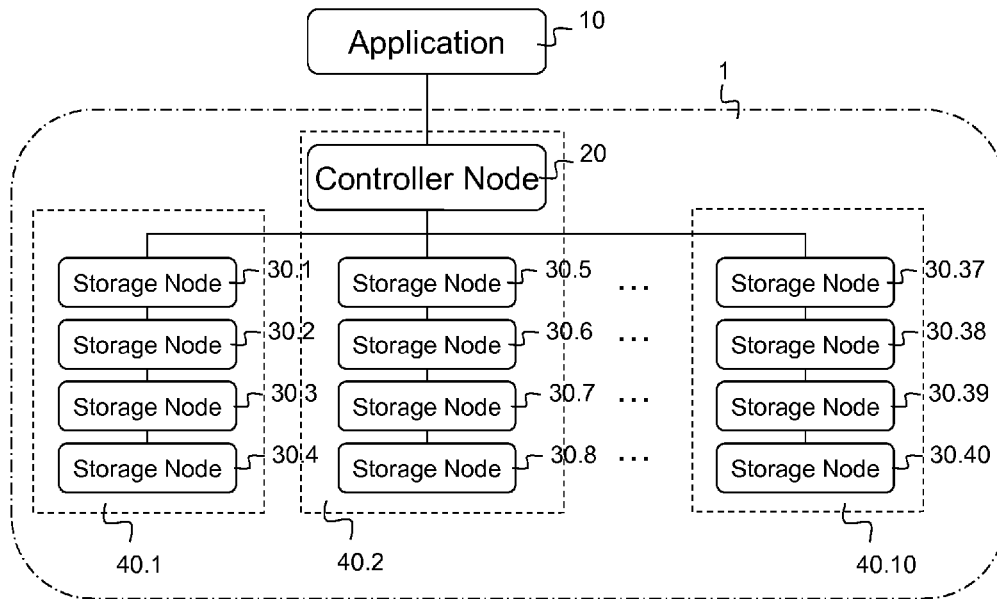 Application
10
1
Controller Node
20
Storage Node 30.1 Storage Node 30.5 ... Storage Node 30.37
Storage Node 30.2 Storage Node 30.6 ... Storage Node 30.38
Storage Node 30.3 Storage Node 30.7 ... Storage Node 30.39
Storage Node 30.4 Storage Node 30.8 ... Storage Node 30.40
40.1 40.2 40.10